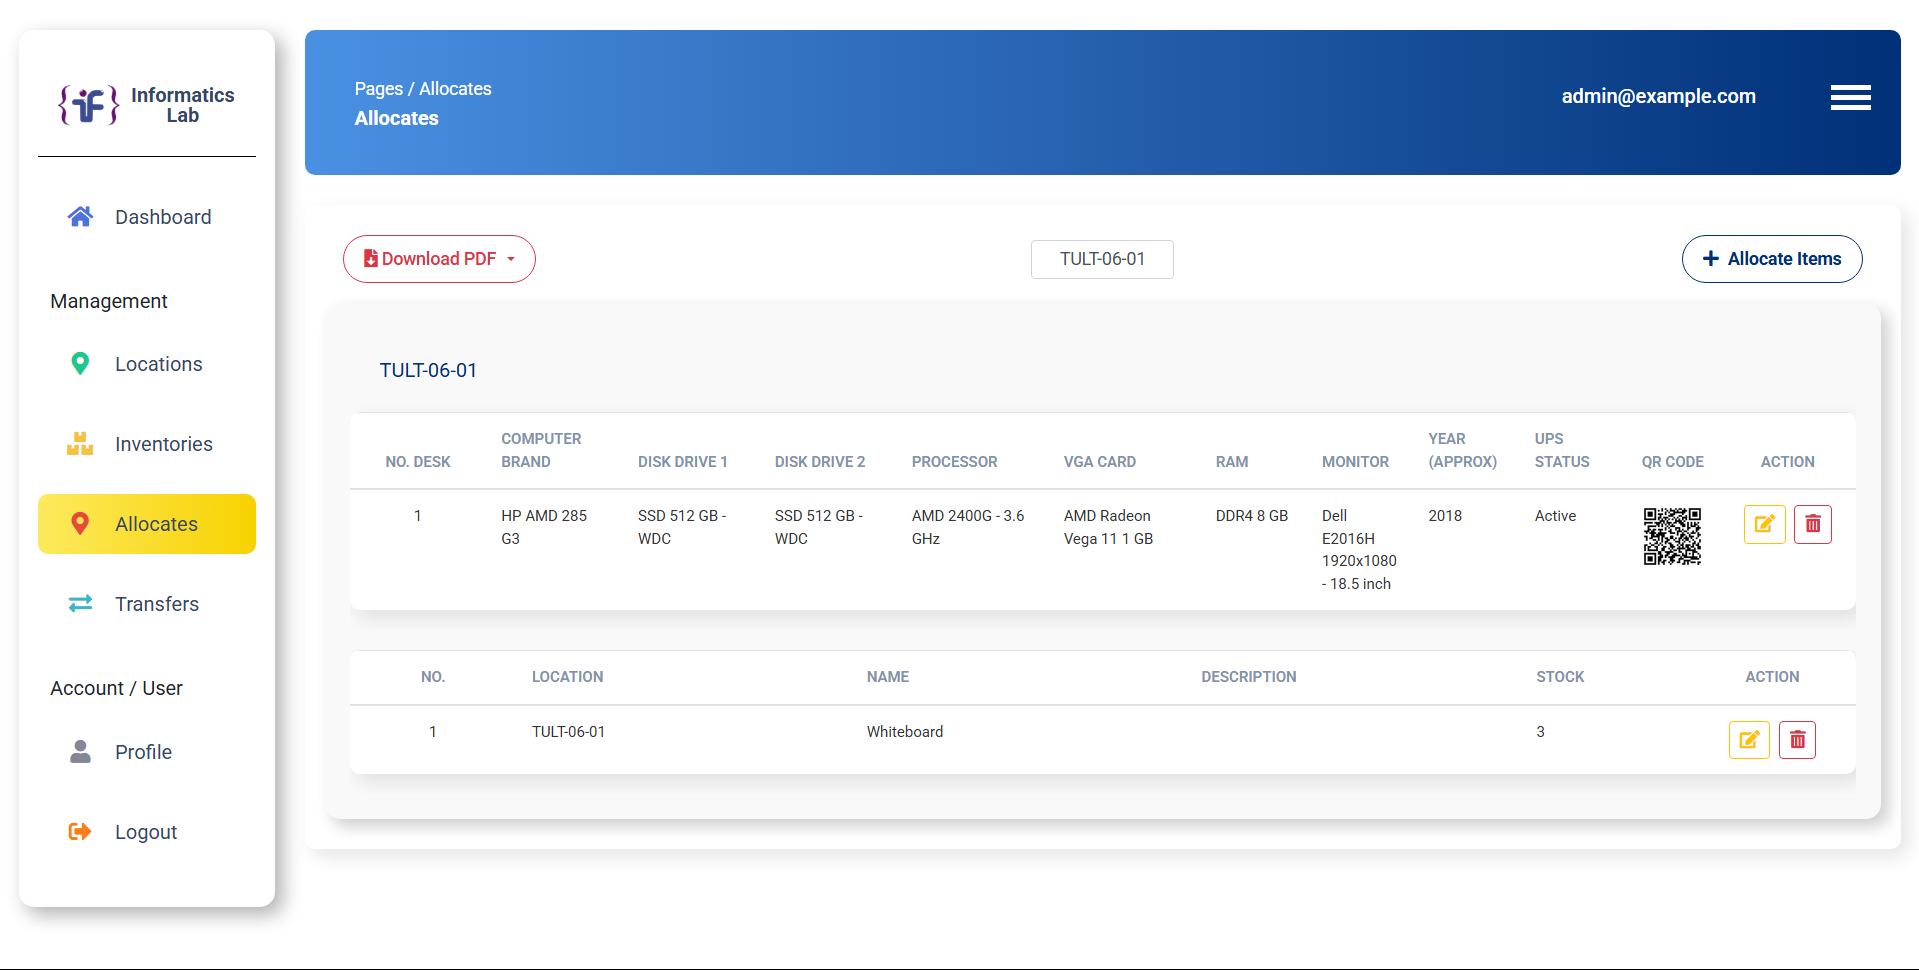 Informatics
Lab
Dashboard
Management
Locations
Inventories
Allocates
Transfers
Account / User
Profile
Logout
Pages / Allocates
Allocates
admin@example.com
Download PDF
TULT-06-01
Allocate Items
TULT-06-01
NO. DESK COMPUTER BRAND DISK DRIVE 1 DISK DRIVE 2 PROCESSOR VGA CARD RAM MONITOR YEAR (APPROX) UPS STATUS QR CODE ACTION
1 HP AMD 285 G3 SSD 512 GB - WDC SSD 512 GB - WDC AMD 2400G - 3.6 GHz AMD Radeon Vega 11 1 GB DDR4 8 GB Dell E2016H 1920x1080 - 18.5 inch 2018 Active
NO. LOCATION NAME DESCRIPTION STOCK ACTION
1 TULT-06-01 Whiteboard 3